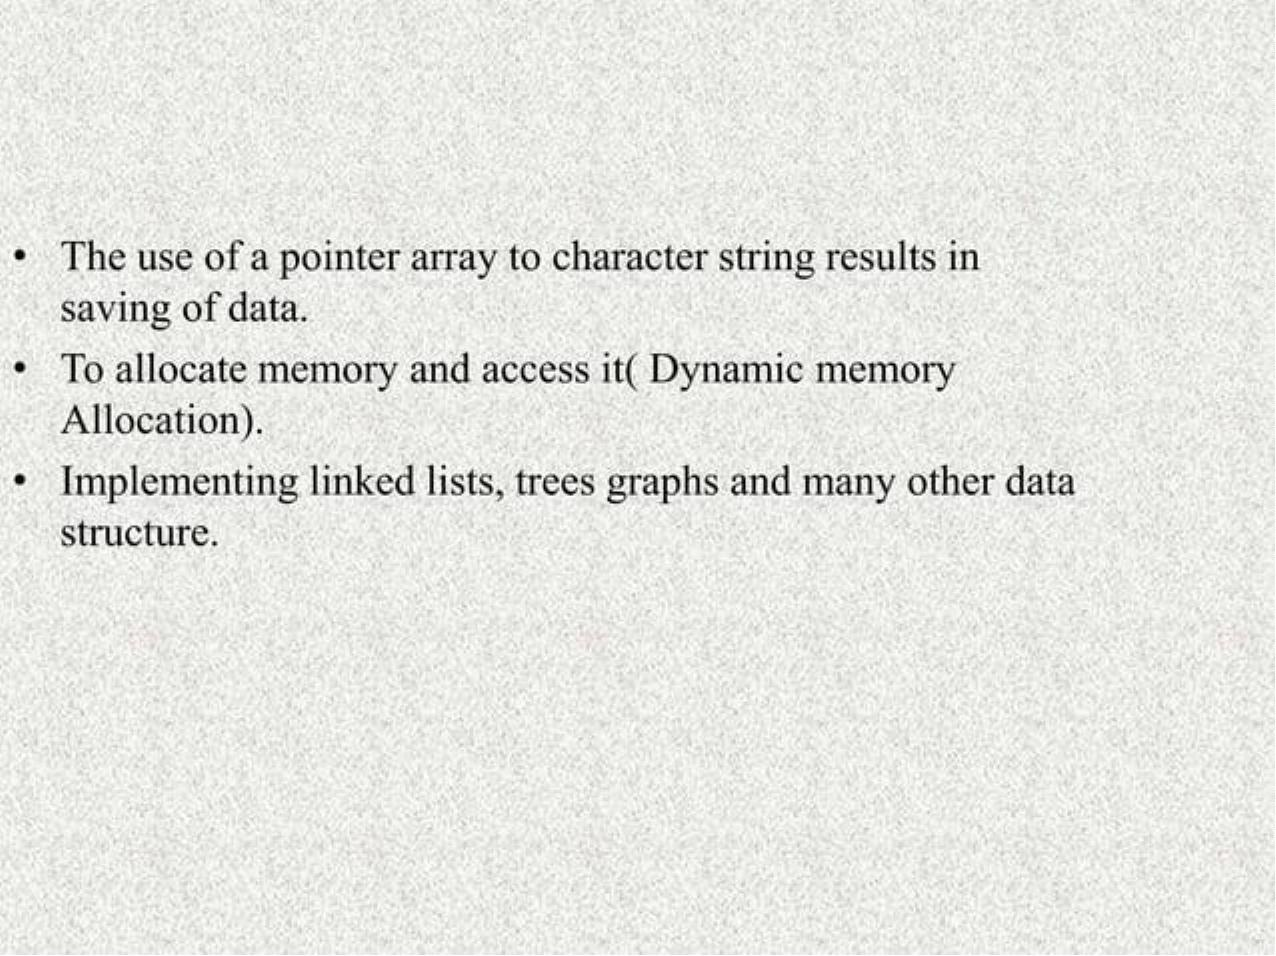 • The use of a pointer array to character string results in
saving of data.
• To allocate memory and access it( Dynamic memory
Allocation).
• Implementing linked lists, trees graphs and many other data
structure.